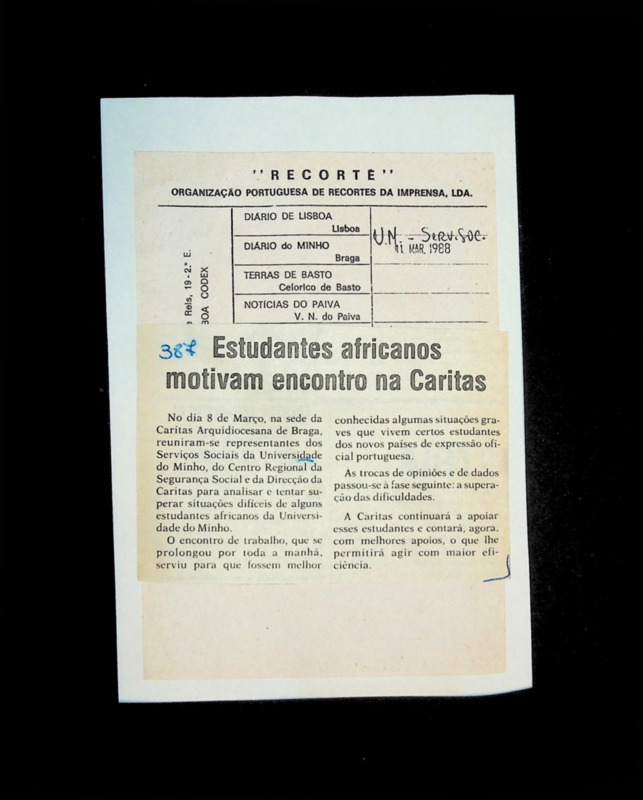 "RECORTE"
ORGANIZAÇÃO PORTUGUESA DE RECORTES DA IMPRENSA, LDA.
e Reis, 19-2.º E.
BOA CODEX
DIÁRIO DE LISBOA
Lisboa
DIÁRIO do MINHO
Braga
TERRAS DE BASTO
Celorico de Basto
NOTÍCIAS DO PAIVA
V. N. do Paiva
U.M. - SERV.SOC.
11 MAR. 1988
387
Estudantes africanos
motivam encontro na Caritas
No dia 8 de Março, na sede da
Caritas Arquidiocesana de Braga,
reuniram-se representantes dos
Serviços Sociais da Universidade
do Minho, do Centro Regional da
Segurança Social e da Direcção da
Caritas para analisar e tentar su-
perar situações difíceis de alguns
estudantes africanos da Universi-
dade do Minho.
O encontro de trabalho, que se
prolongou por toda a manhã,
serviu para que fossem melhor
conhecidas algumas situações gra-
ves que vivem certos estudantes
dos novos países de expressão ofi-
cial portuguesa.
As trocas de opiniões e de dados
passou-se à fase seguinte: a supera-
ção das dificuldades.
A Caritas continuará a apoiar
esses estudantes e contará, agora,
com melhores apoios, o que lhe
permitirá agir com maior efi-
ciência.